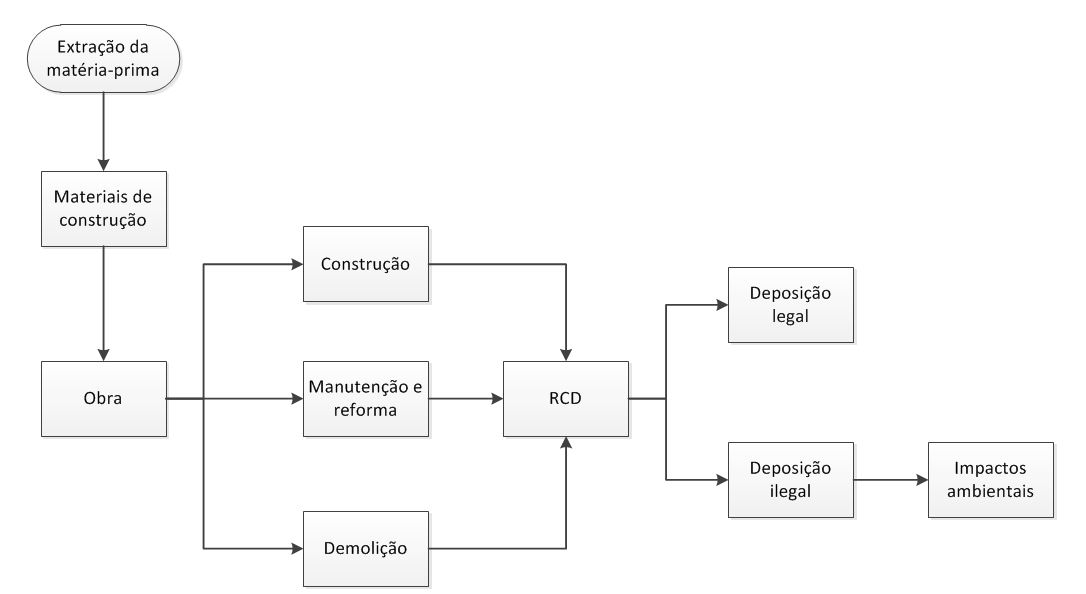 Extração da
matéria-prima
Materiais de
construção
Obra
Construção
Manutenção e
reforma
Demolição
RCD
Deposição
legal
Deposição
ilegal
Impactos
ambientais